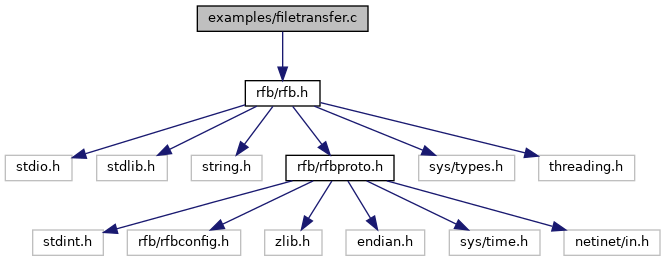 examples/filetransfer.c
rfb/rfb.h
stdio.h
stdlib.h
string.h
rfb/rfbproto.h
sys/types.h
threading.h
stdint.h
rfb/rfbconfig.h
zlib.h
endian.h
sys/time.h
netinet/in.h